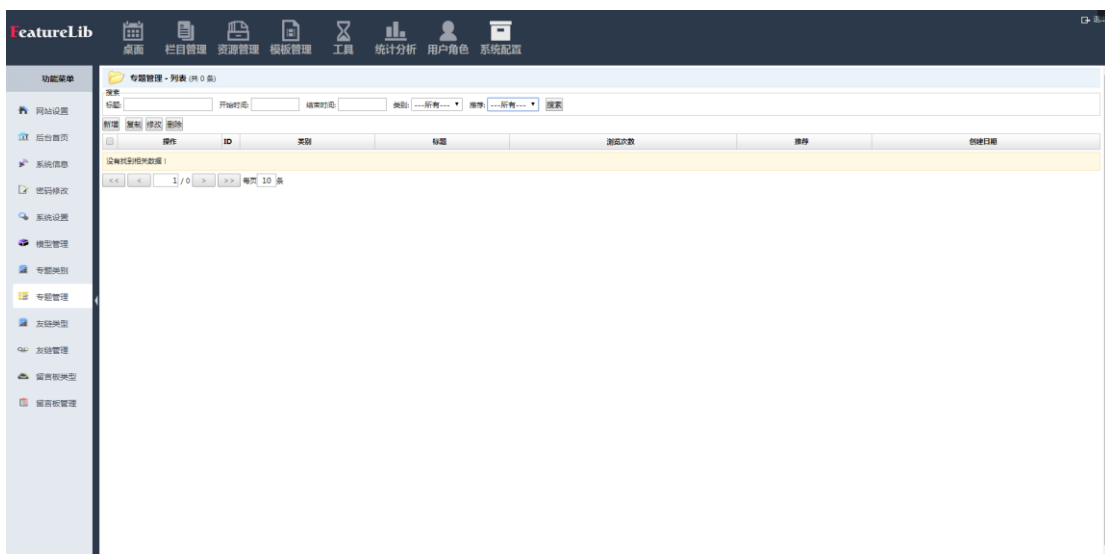 FeatureLib
桌面 栏目管理 资源管理 模板管理 工具 统计分析 用户角色 系统配置
功能菜单
网站设置
后台首页
系统信息
密码修改
系统设置
模型管理
专题类别
专题管理
友链类型
友链管理
留言板类型
留言板管理
专题管理 - 列表 (共 0 条)
搜索
标题: 开始时间: 结束时间: 类别: ---所有--- 推荐: ---所有--- 搜索
新增 复制 修改 删除
操作 ID 类别 标题 浏览次数 推荐 创建日期
没有找到相关数据！
<< < 1 / 0 > >> 每页 10 条